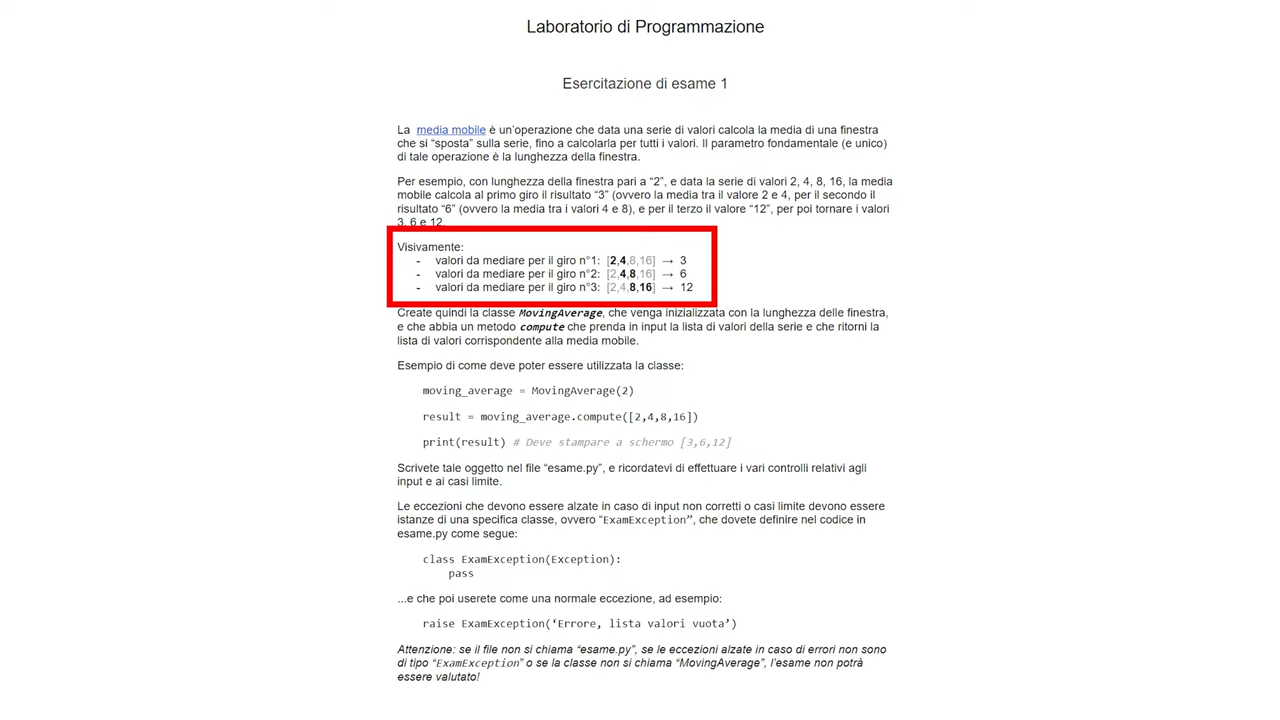 Laboratorio di Programmazione
Esercitazione di esame 1
La media mobile è un'operazione che data una serie di valori calcola la media di una finestra
che si “sposta” sulla serie, fino a calcolarla per tutti i valori. Il parametro fondamentale (e unico)
di tale operazione è la lunghezza della finestra.
Per esempio, con lunghezza della finestra pari a “2”, e data la serie di valori 2, 4, 8, 16, la media
mobile calcola al primo giro il risultato “3” (ovvero la media tra il valore 2 e 4, per il secondo il
risultato “6” (ovvero la media tra i valori 4 e 8), e per il terzo il valore “12”, per poi tornare i valori
3, 6 e 12.
Visivamente:
- valori da mediare per il giro n°1: [2,4,8,16] → 3
- valori da mediare per il giro n°2: [2,4,8,16] → 6
- valori da mediare per il giro n°3: [2,4,8,16] → 12
Create quindi la classe MovingAverage, che venga inizializzata con la lunghezza delle finestra,
e che abbia un metodo compute che prenda in input la lista di valori della serie e che ritorni la
lista di valori corrispondente alla media mobile.
Esempio di come deve poter essere utilizzata la classe:
moving_average = MovingAverage(2)
result = moving_average.compute([2,4,8,16])
print(result) # Deve stampare a schermo [3,6,12]
Scrivete tale oggetto nel file “esame.py”, e ricordatevi di effettuare i vari controlli relativi agli
input e ai casi limite.
Le eccezioni che devono essere alzate in caso di input non corretti o casi limite devono essere
istanze di una specifica classe, ovvero “ExamException”, che dovete definire nel codice in
esame.py come segue:
class ExamException(Exception):
pass
...e che poi userete come una normale eccezione, ad esempio:
raise ExamException(‘Errore, lista valori vuota’)
Attenzione: se il file non si chiama “esame.py”, se le eccezioni alzate in caso di errori non sono
di tipo “ExamException” o se la classe non si chiama “MovingAverage”, l'esame non potrà
essere valutato!